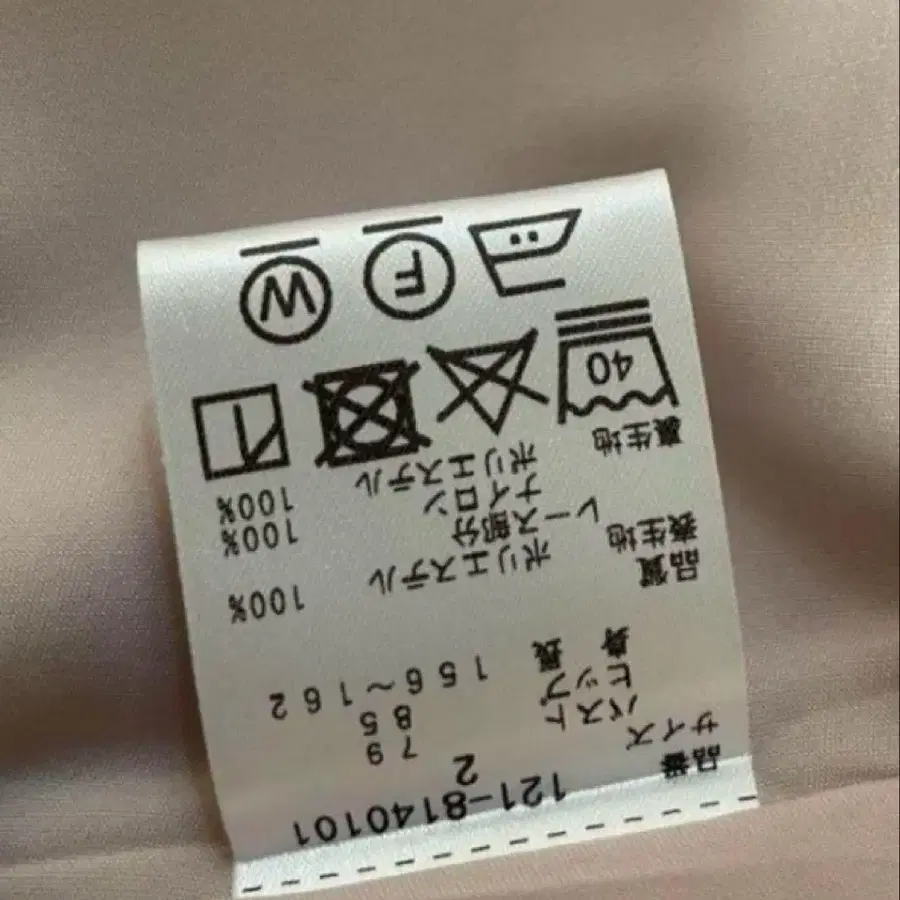 品番 121-8140101
サイズ 2
バスト 79
ヒップ 85
身長 156～162
品質
表生地 ポリエステル 100%
レース部分
ナイロン 100%
裏生地 ポリエステル 100%
40
F W